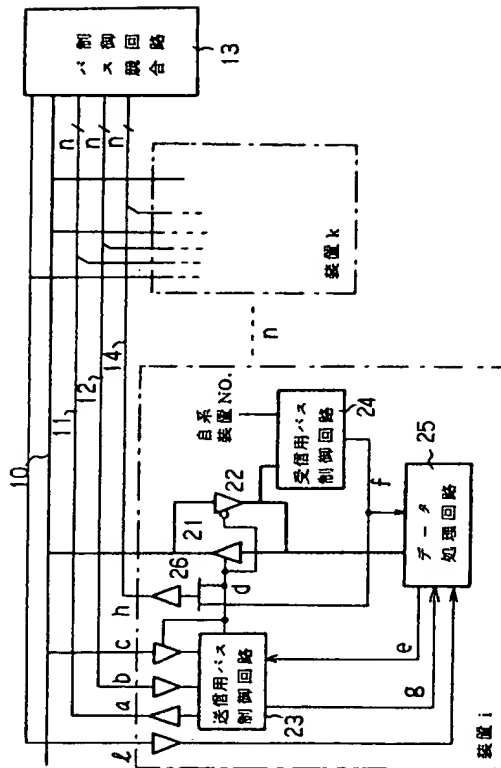 10
11
12
14
n
n
n
バス競合
制御回路
13
装置k
n
自系
装置NO.
受信用バス
制御回路
24
22
21
26
h
c
b
a
ℓ
d
f
送信用バス
制御回路
23
e
g
データ
処理回路
25
装置i